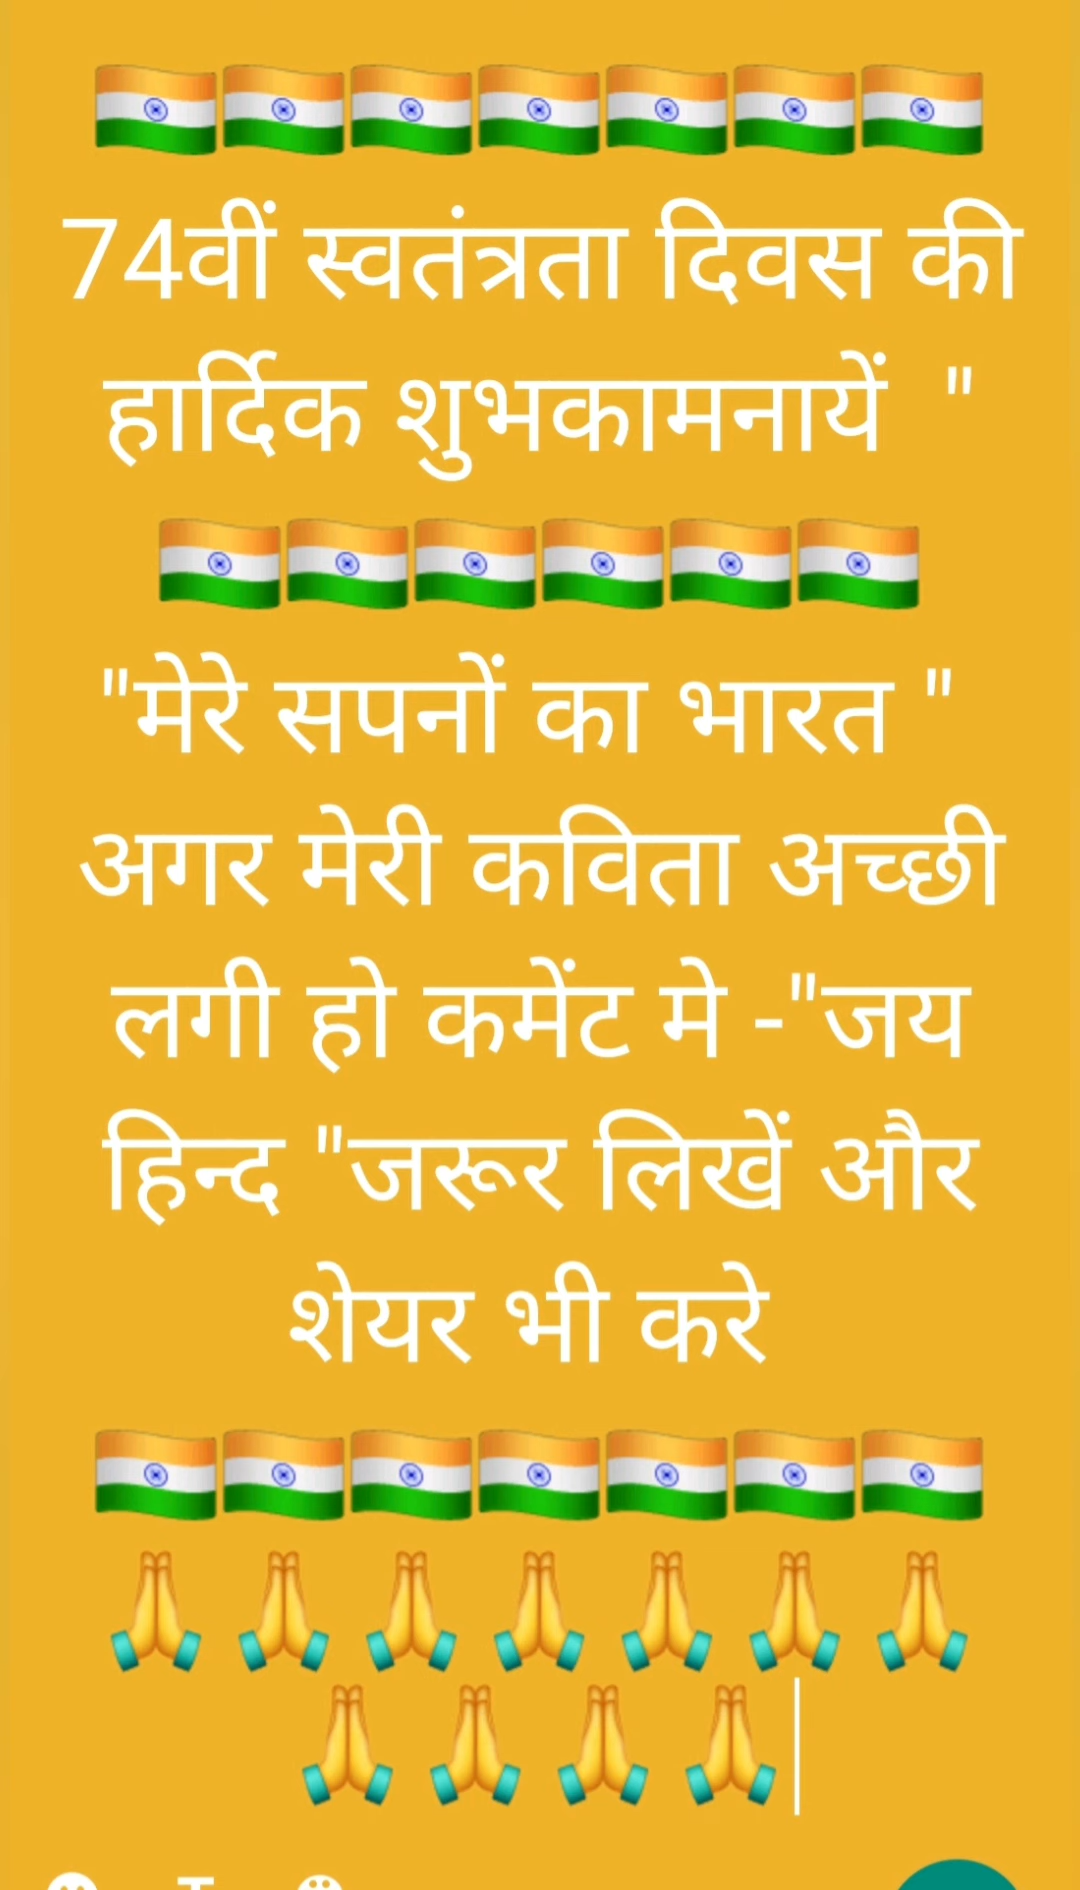 🇮🇳🇮🇳🇮🇳🇮🇳🇮🇳🇮🇳🇮🇳
74वीं स्वतंत्रता दिवस की
हार्दिक शुभकामनायें  "
🇮🇳🇮🇳🇮🇳🇮🇳🇮🇳🇮🇳
"मेरे सपनों का भारत "
अगर मेरी कविता अच्छी
लगी हो कमेंट मे -"जय
हिन्द "जरूर लिखें और
शेयर भी करे
🇮🇳🇮🇳🇮🇳🇮🇳🇮🇳🇮🇳🇮🇳
🙏🙏🙏🙏🙏🙏🙏
🙏🙏🙏🙏